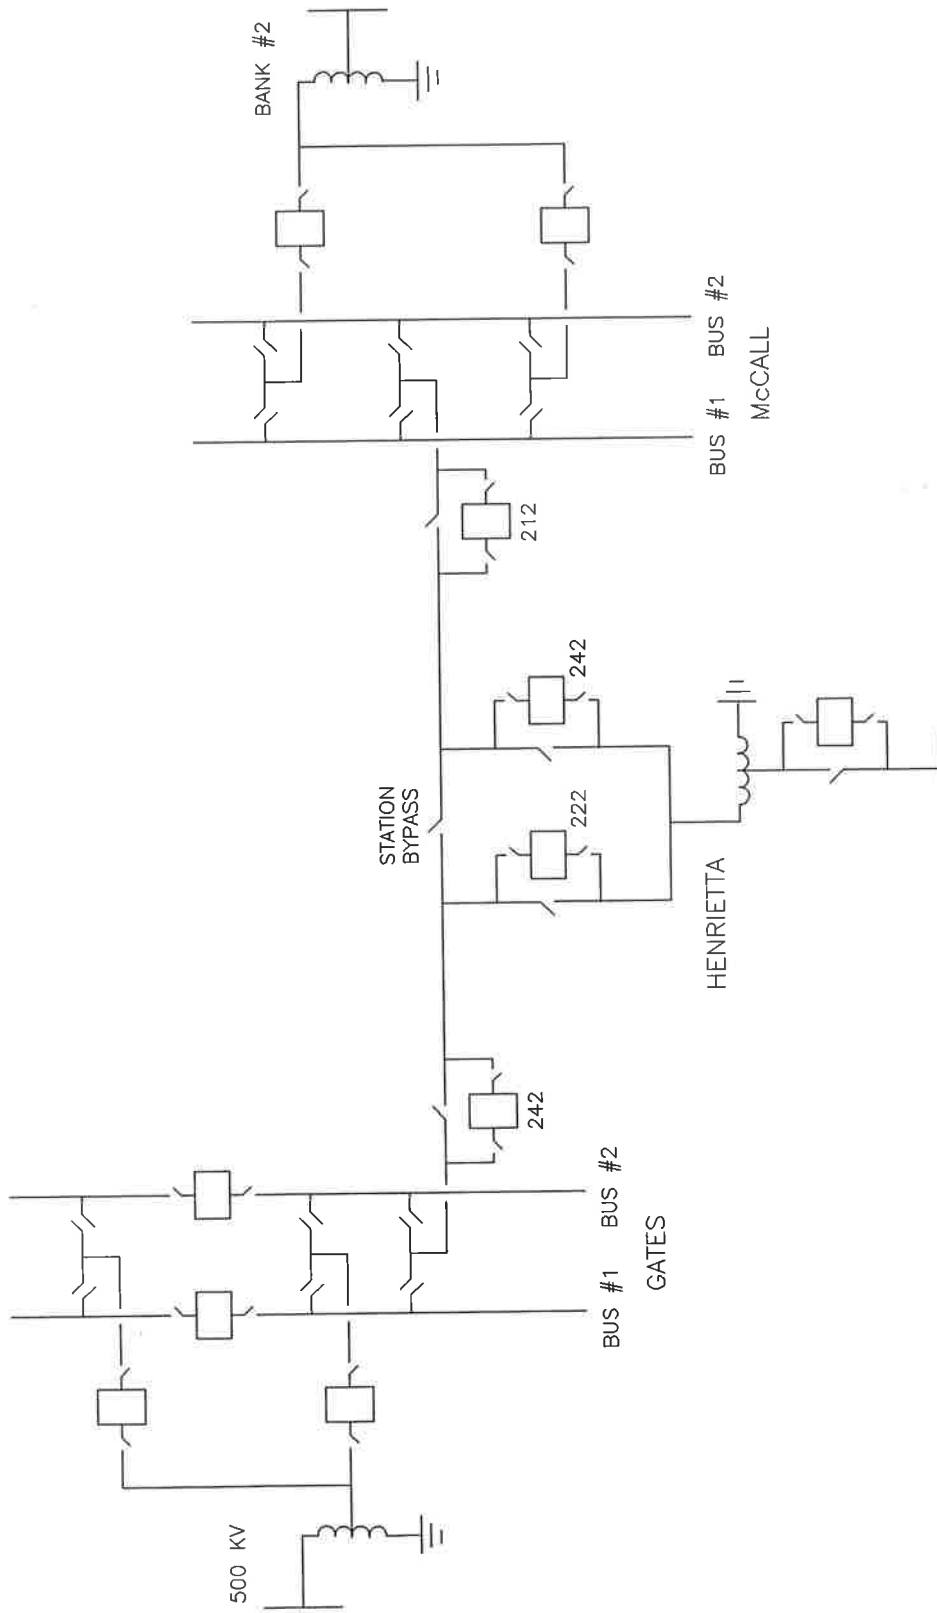 BANK #2
BUS #1
BUS #2
McCALL
212
STATION
BYPASS
242
222
HENRIETTA
242
BUS #1
BUS #2
GATES
500 KV